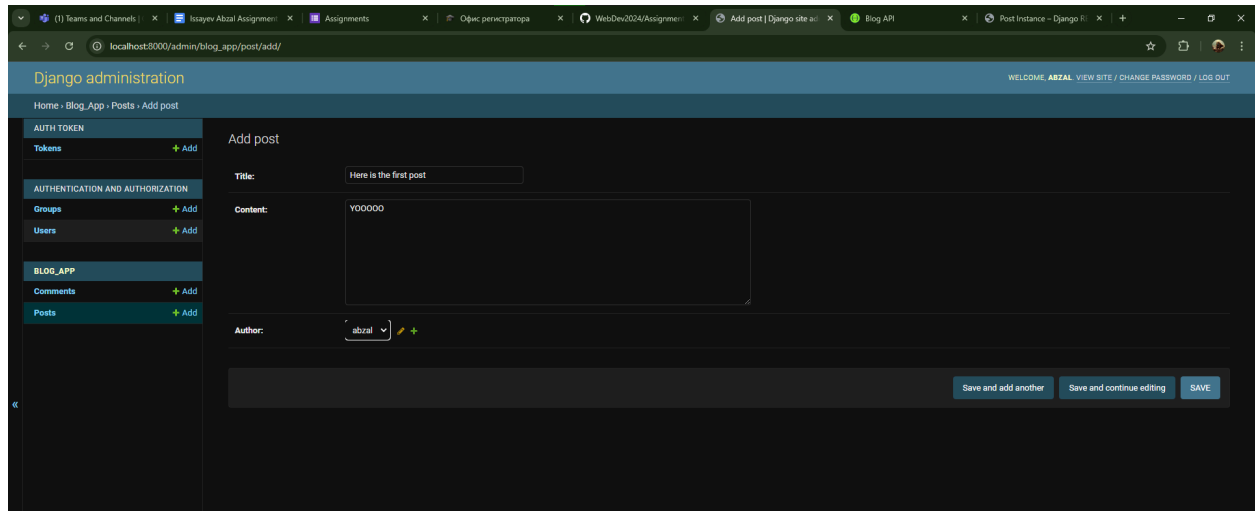 (1) Teams and Channels |
Issayev Abzal Assignment
Assignments
Офис регистратора
WebDev2024/Assignment
Add post | Django site ad
Blog API
Post Instance – Django RE
localhost:8000/admin/blog_app/post/add/
Django administration
WELCOME, ABZAL. VIEW SITE / CHANGE PASSWORD / LOG OUT
Home › Blog_App › Posts › Add post
AUTH TOKEN
Tokens + Add
AUTHENTICATION AND AUTHORIZATION
Groups + Add
Users + Add
BLOG_APP
Comments + Add
Posts + Add
«
Add post
Title: Here is the first post
Content: YOOOOO
Author: abzal
Save and add another Save and continue editing SAVE